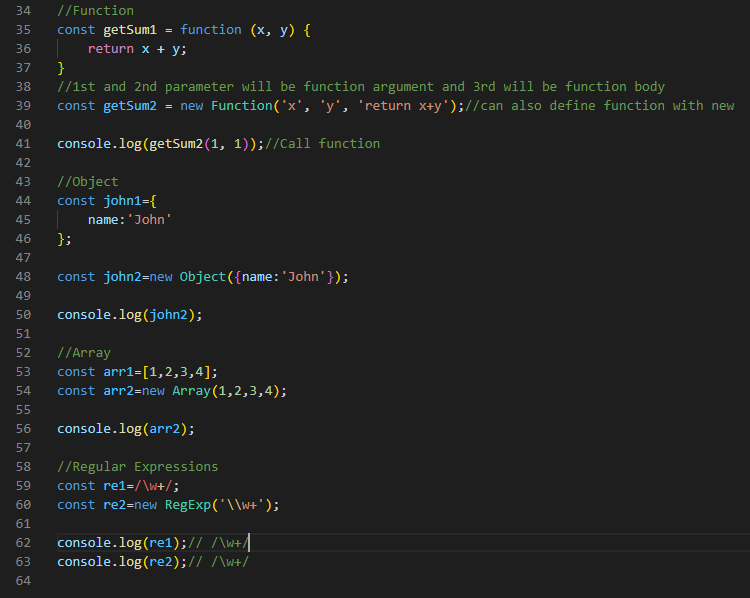 34 //Function
35 const getSum1 = function (x, y) {
36     return x + y;
37 }
38 //1st and 2nd parameter will be function argument and 3rd will be function body
39 const getSum2 = new Function('x', 'y', 'return x+y');//can also define function with new
40
41 console.log(getSum2(1, 1));//Call function
42
43 //Object
44 const john1={
45     name:'John'
46 };
47
48 const john2=new Object({name:'John'});
49
50 console.log(john2);
51
52 //Array
53 const arr1=[1,2,3,4];
54 const arr2=new Array(1,2,3,4);
55
56 console.log(arr2);
57
58 //Regular Expressions
59 const re1=/\w+/;
60 const re2=new RegExp('\\w+');
61
62 console.log(re1);// /\w+/
63 console.log(re2);// /\w+/
64